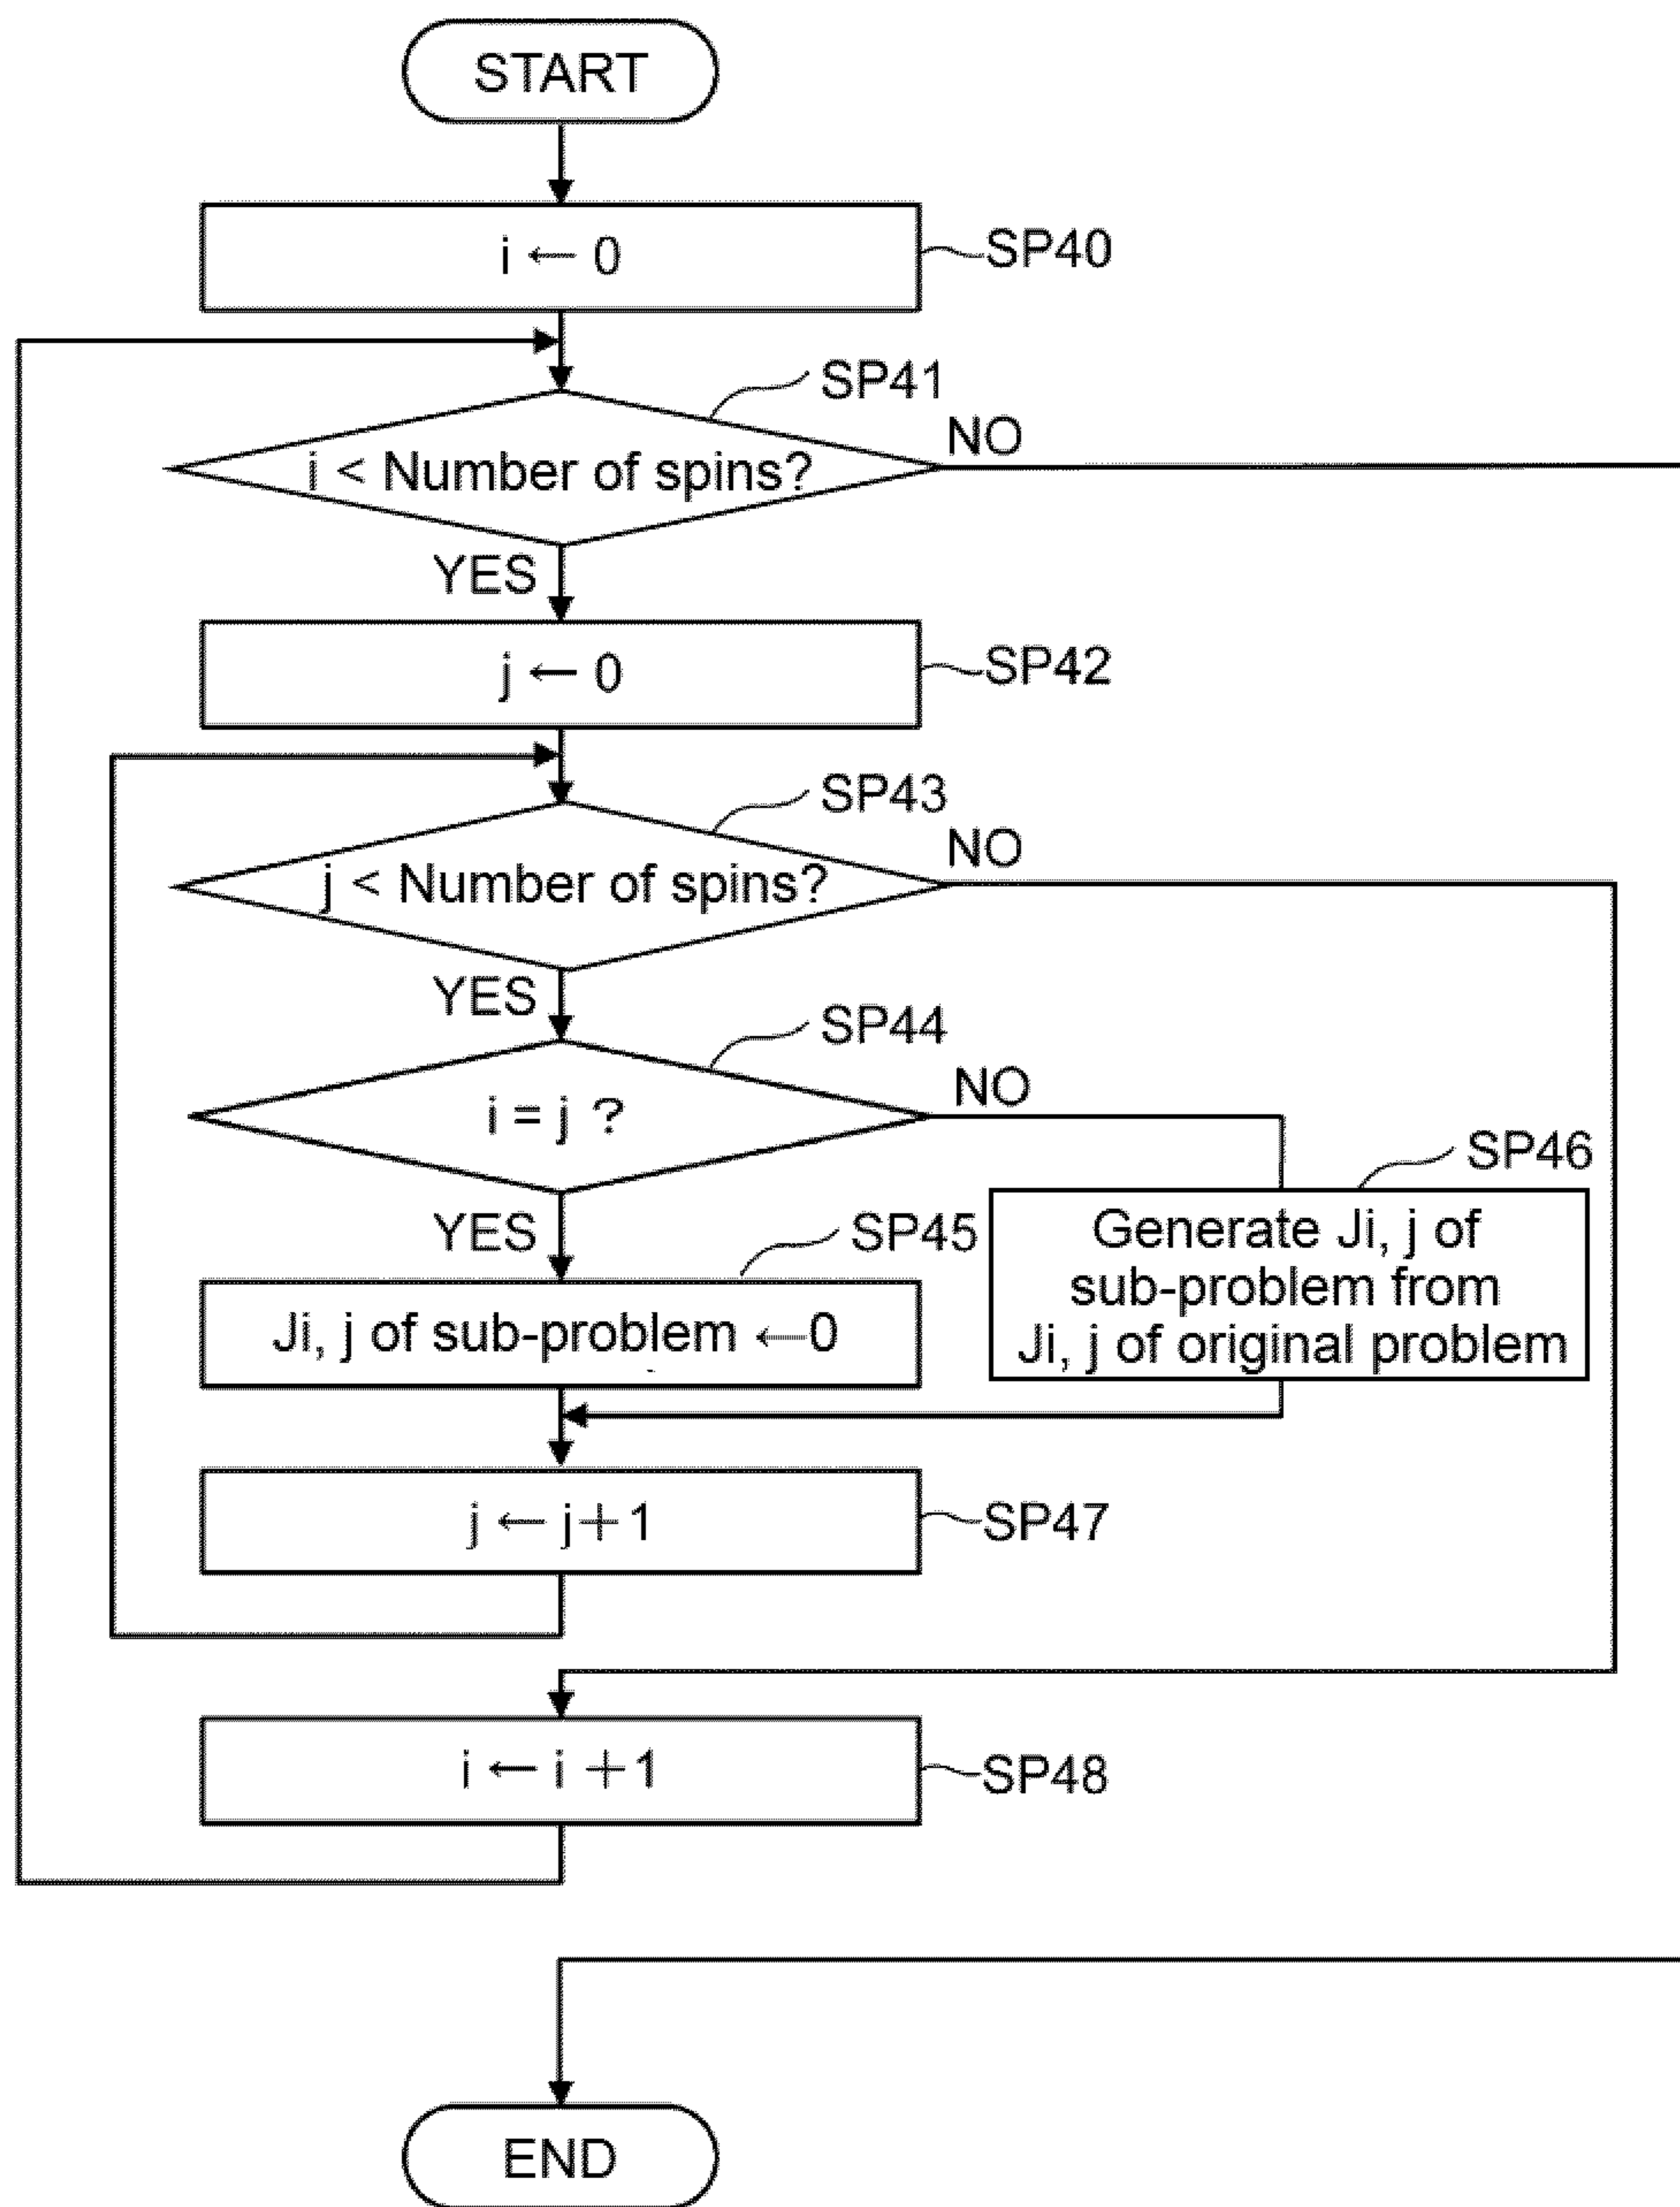 START
i ← 0
SP40
SP41
i < Number of spins?
NO
YES
j ← 0
SP42
SP43
j < Number of spins?
NO
YES
SP44
i = j ?
NO
YES
SP45
SP46
Generate Ji, j of
sub-problem from
Ji, j of original problem
Ji, j of sub-problem ←0
j ← j+1
SP47
i ← i +1
SP48
END